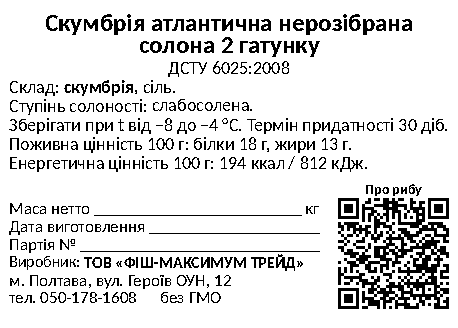 Скумбрія атлантична нерозібрана
солона 2 гатунку
ДСТУ 6025:2008
Склад: скумбрія, сіль.
Ступінь солоності: слабосолена.
Зберігати при t від –8 до –4 °С. Термін придатності 30 діб.
Поживна цінність 100 г: білки 18 г, жири 13 г.
Енергетична цінність 100 г: 194 ккал / 812 кДж.
Про рибу
Маса нетто ________________________ кг
Дата виготовлення ____________________
Партія № ____________________________
Виробник: ТОВ «ФІШ-МАКСИМУМ ТРЕЙД»
м. Полтава, вул. Героїв ОУН, 12
тел. 050-178-1608 без ГМО